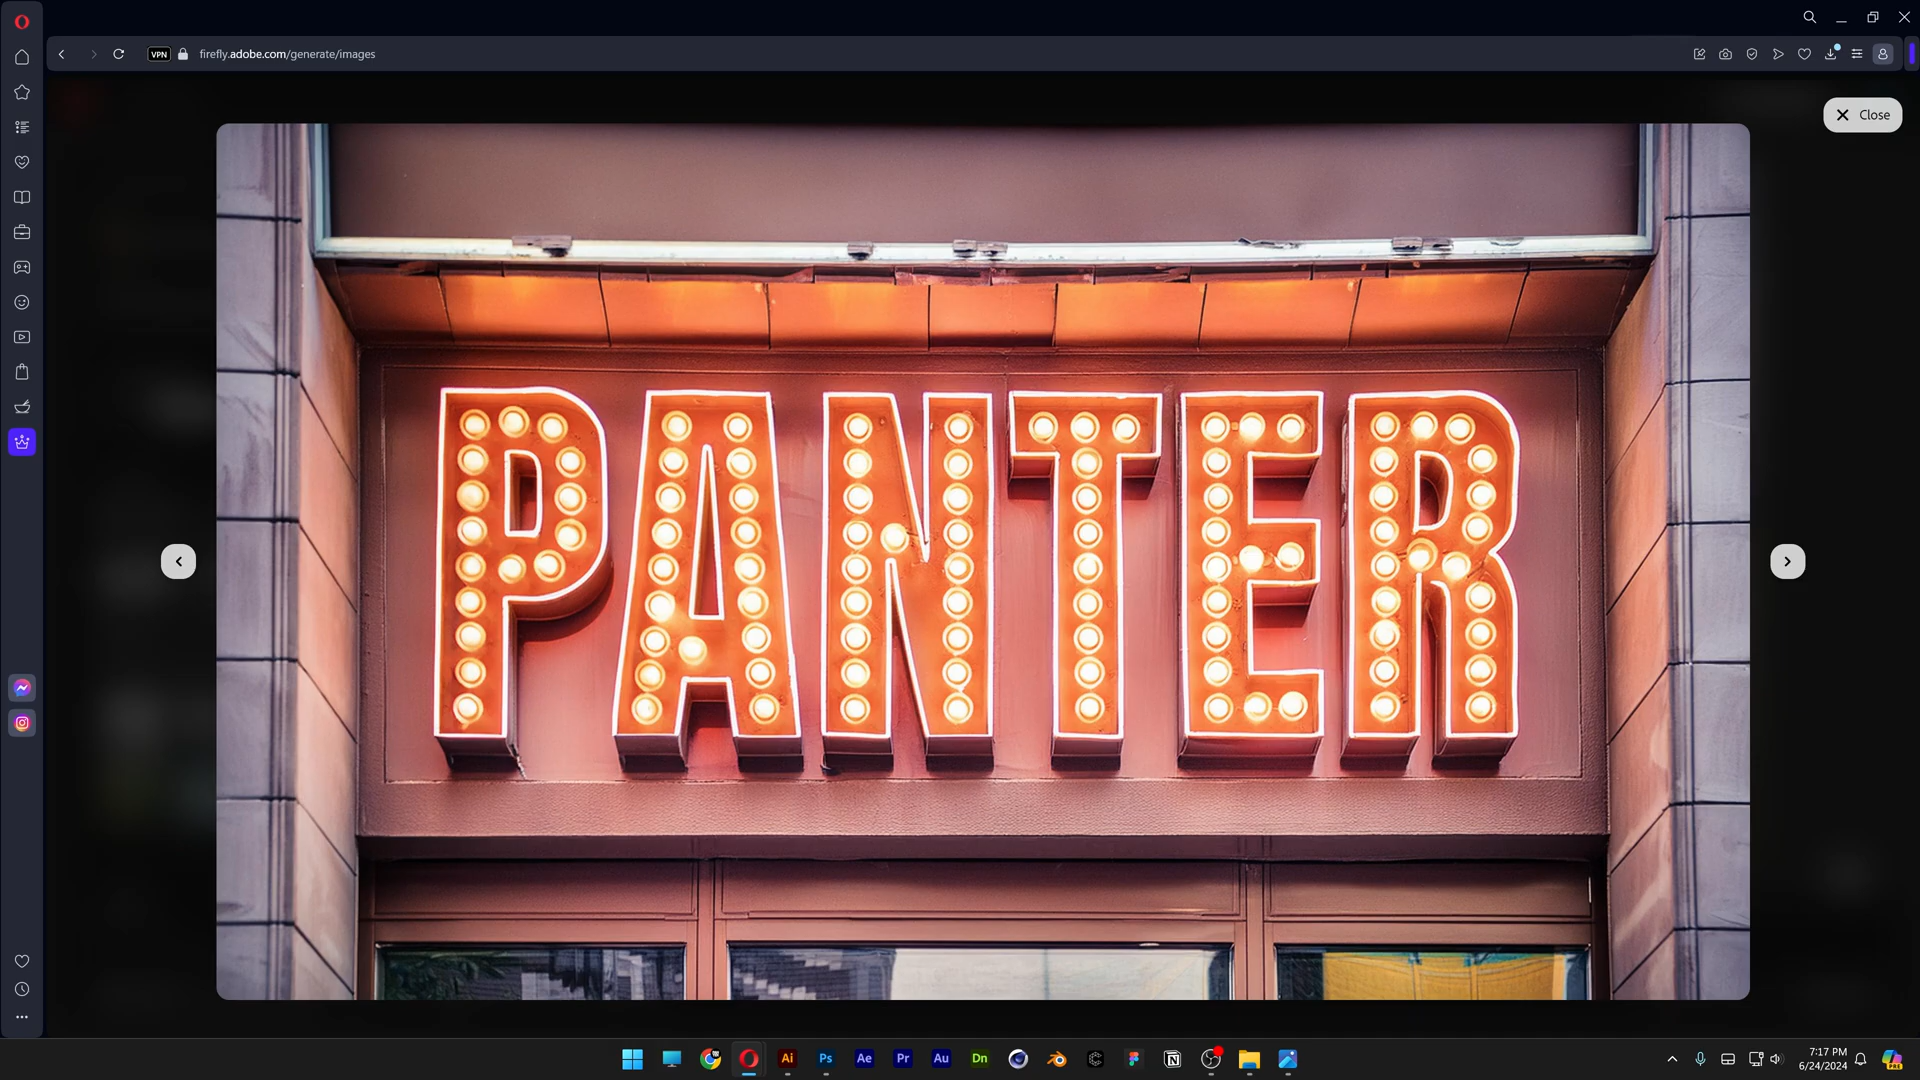 VPN firefly.adobe.com/generate/images
Close
PANTER
Ai Ps Ae Pr Au Dn
7:17 PM
6/24/2024
PRE